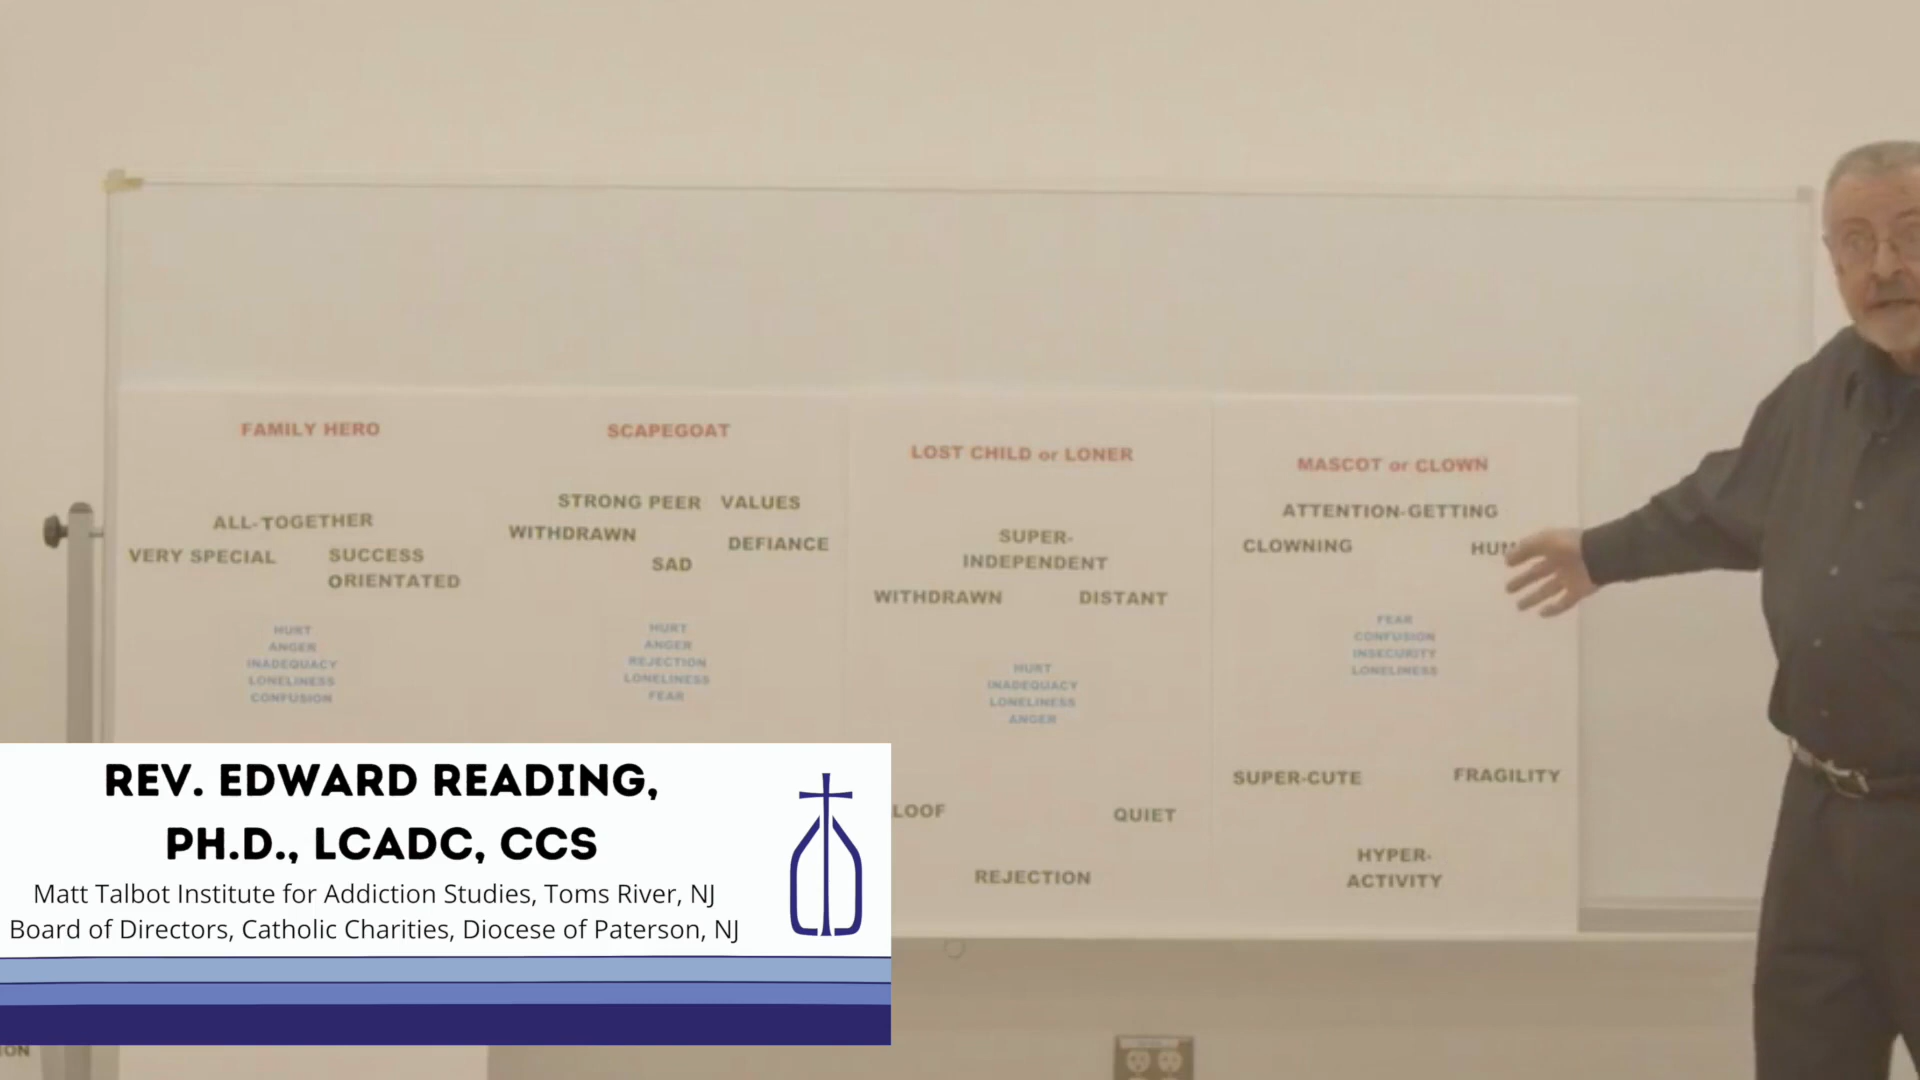 FAMILY HERO
ALL-TOGETHER
VERY SPECIAL
SUCCESS
ORIENTATED
HURT
ANGER
INADEQUACY
LONELINESS
CONFUSION
SCAPEGOAT
STRONG PEER VALUES
WITHDRAWN
DEFIANCE
SAD
HURT
ANGER
REJECTION
LONELINESS
FEAR
LOST CHILD or LONER
SUPER-
INDEPENDENT
WITHDRAWN
DISTANT
HURT
INADEQUACY
LONELINESS
ANGER
LOOF
QUIET
REJECTION
MASCOT or CLOWN
ATTENTION-GETTING
CLOWNING
HUM
FEAR
CONFUSION
INSECURITY
LONELINESS
SUPER-CUTE
FRAGILITY
HYPER-
ACTIVITY
REV. EDWARD READING,
PH.D., LCADC, CCS
Matt Talbot Institute for Addiction Studies, Toms River, NJ
Board of Directors, Catholic Charities, Diocese of Paterson, NJ
ION